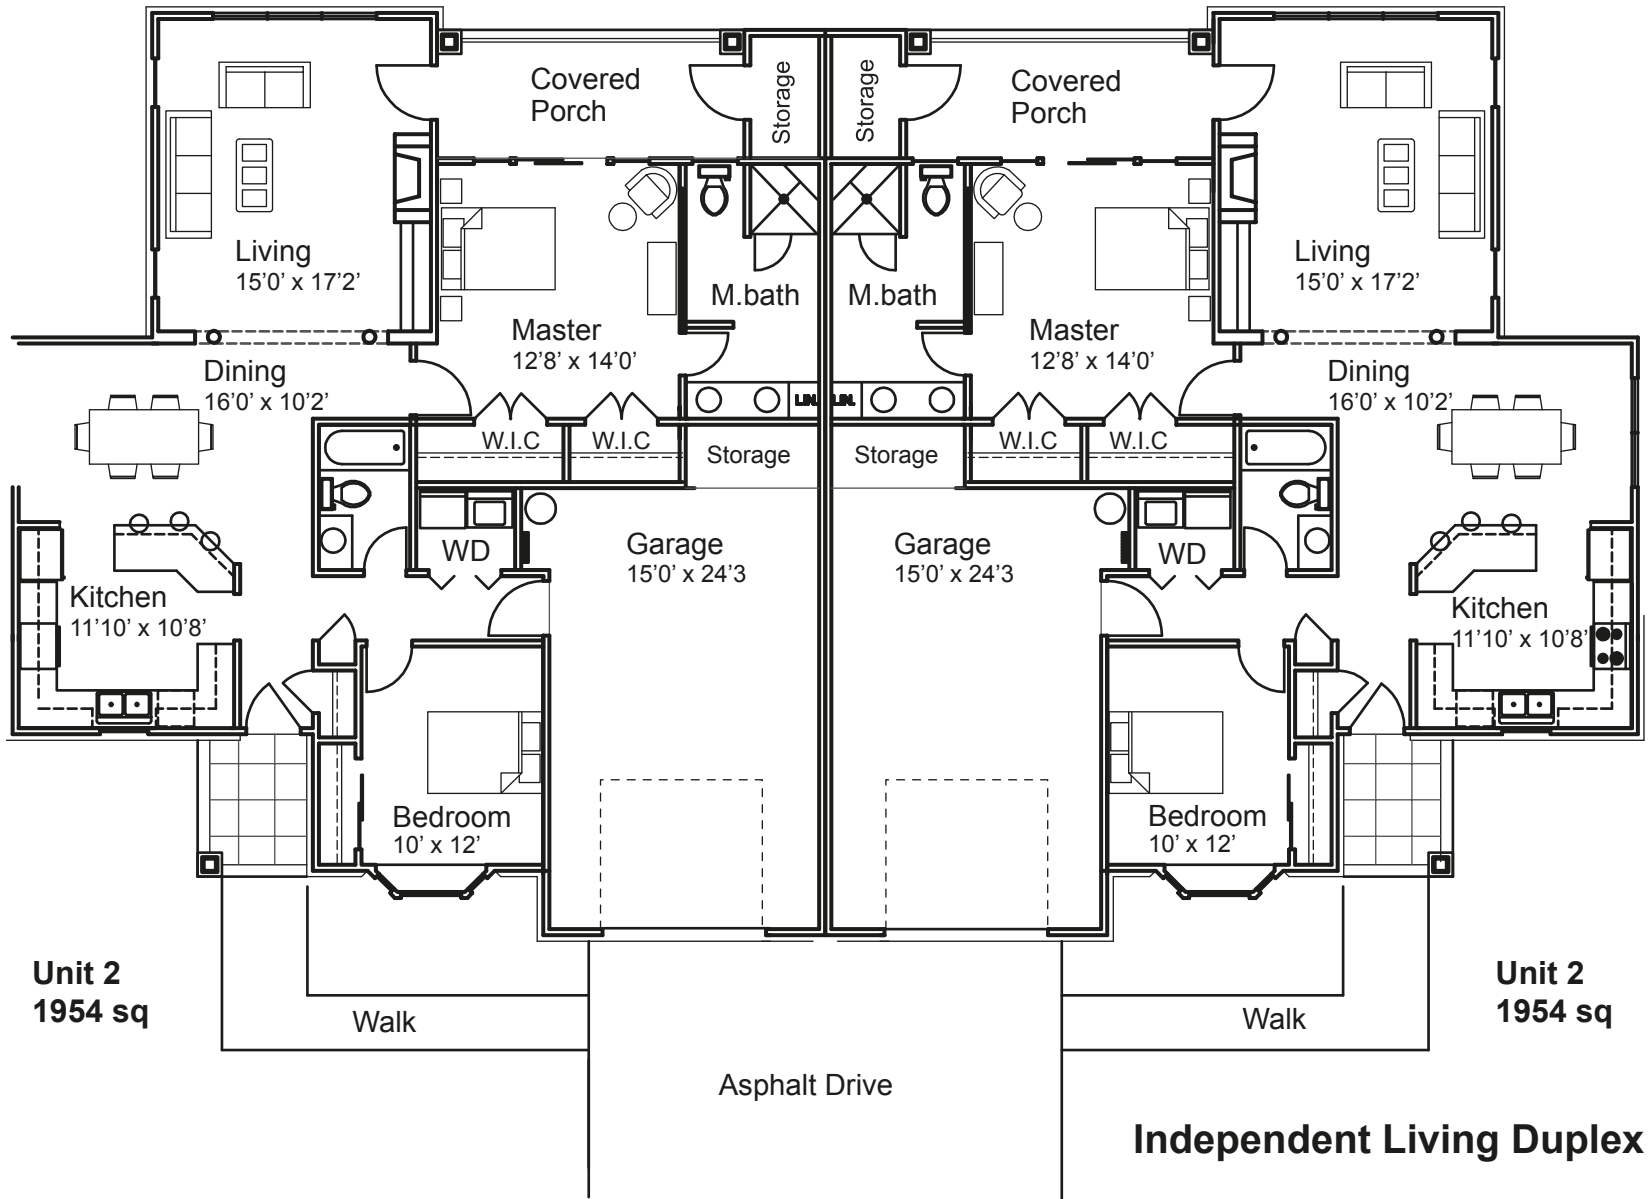 Covered
Porch
Storage
Storage
Covered
Porch
Living
15'0' x 17'2'
M.bath
M.bath
Living
15'0' x 17'2'
Master
12'8' x 14'0'
Master
12'8' x 14'0'
Dining
16'0' x 10'2'
LIN.
LIN.
Dining
16'0' x 10'2'
W.I.C
W.I.C
Storage
Storage
W.I.C
W.I.C
WD
Garage
15'0' x 24'3
Garage
15'0' x 24'3
WD
Kitchen
11'10' x 10'8'
Kitchen
11'10' x 10'8'
Bedroom
10' x 12'
Bedroom
10' x 12'
Unit 2
1954 sq
Walk
Walk
Unit 2
1954 sq
Asphalt Drive
Independent Living Duplex